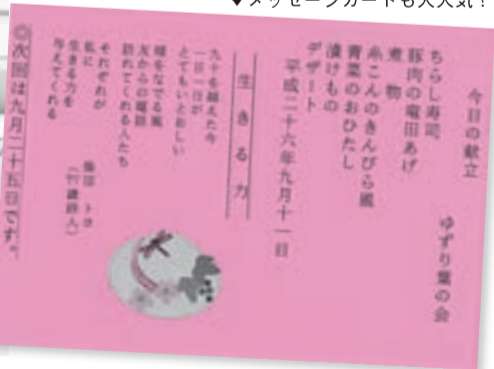 ▼メッセージカードも大人気！
今日の献立
ゆずり葉の会
ちらし寿司
豚肉の竜田あげ
煮物
糸こんのきんぴら風
青菜のおひたし
漬けもの
デザート
平成二十六年九月十一日
生きる力
九十を越えた今
一日一日が
とてもいとおしい
頬をなでる風
友からの電話
訪れてくれる人たち
それぞれが
私に
生きる力を
与えてくれる
柴田 トヨ
◎次回は九月二十五日です。